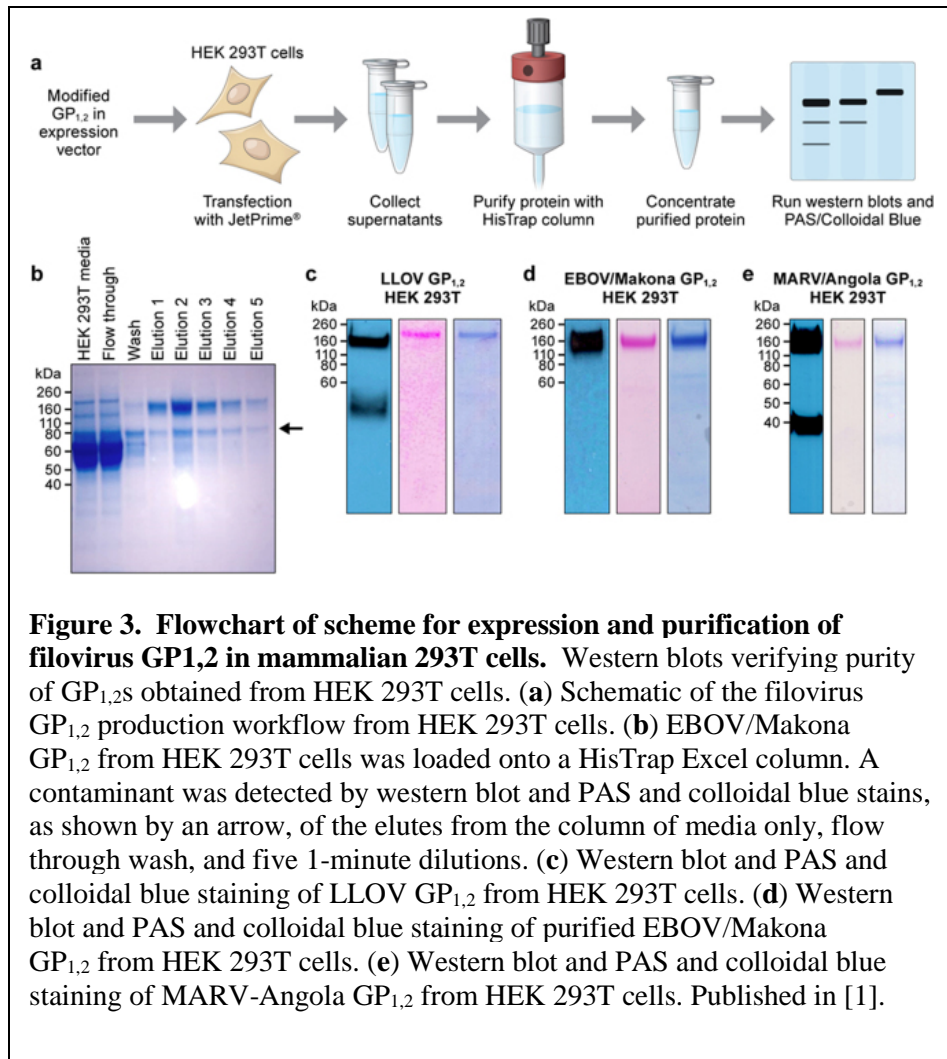 a
HEK 293T cells
Modified
GP1,2 in
expression
vector
Transfection
with JetPrime®
Collect
supernatants
Purify protein with
HisTrap column
Concentrate
purified protein
Run western blots and
PAS/Colloidal Blue
b
HEK 293T media
Flow through
Wash
Elution 1
Elution 2
Elution 3
Elution 4
Elution 5
kDa
260
160
110
80
60
50
40
c
LLOV GP1,2
HEK 293T
kDa
260
160
110
80
60
d
EBOV/Makona GP1,2
HEK 293T
kDa
260
160
110
80
60
e
MARV/Angola GP1,2
HEK 293T
kDa
260
160
110
80
60
50
40
Figure 3. Flowchart of scheme for expression and purification of
filovirus GP1,2 in mammalian 293T cells. Western blots verifying purity
of GP1,2s obtained from HEK 293T cells. (a) Schematic of the filovirus
GP1,2 production workflow from HEK 293T cells. (b) EBOV/Makona
GP1,2 from HEK 293T cells was loaded onto a HisTrap Excel column. A
contaminant was detected by western blot and PAS and colloidal blue stains,
as shown by an arrow, of the elutes from the column of media only, flow
through wash, and five 1-minute dilutions. (c) Western blot and PAS and
colloidal blue staining of LLOV GP1,2 from HEK 293T cells. (d) Western
blot and PAS and colloidal blue staining of purified EBOV/Makona
GP1,2 from HEK 293T cells. (e) Western blot and PAS and colloidal blue
staining of MARV-Angola GP1,2 from HEK 293T cells. Published in [1].